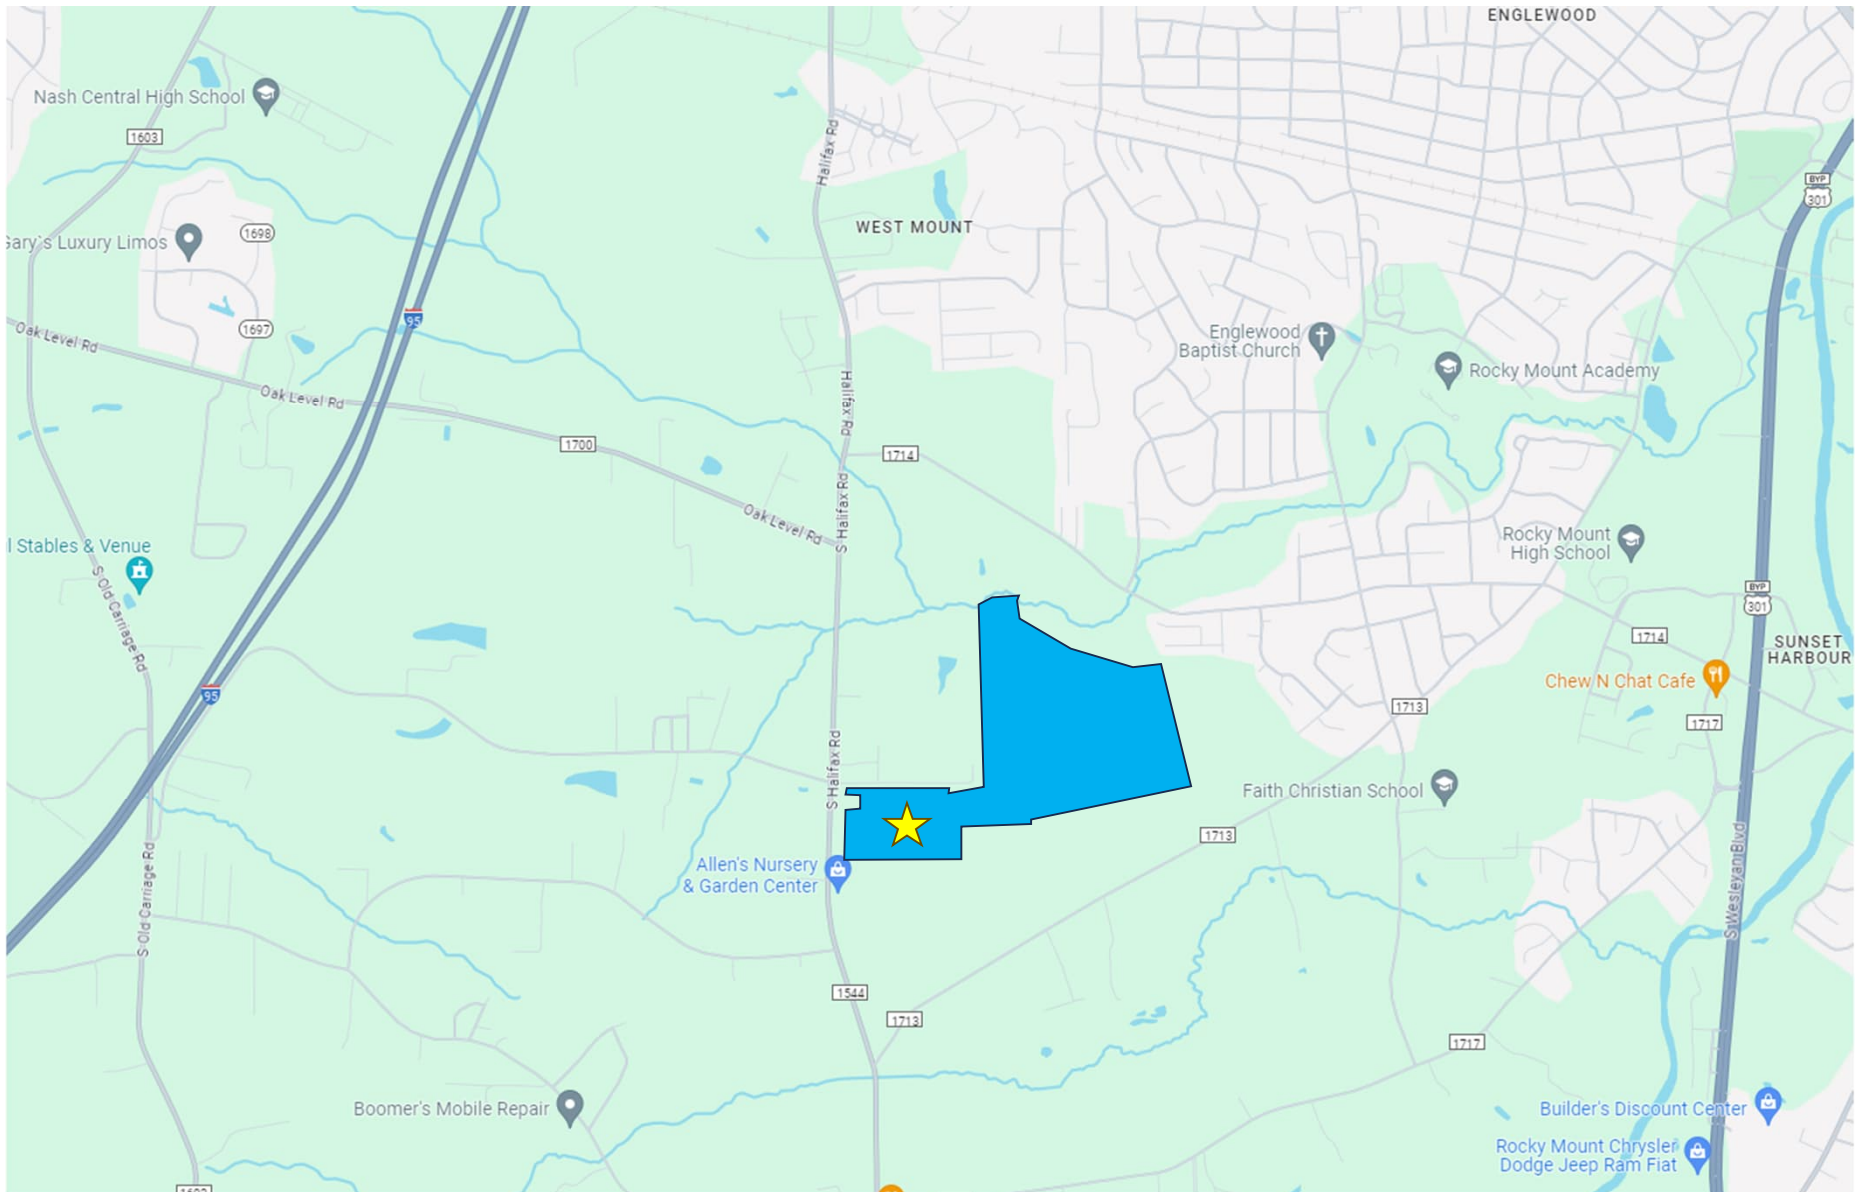 ENGLEWOOD
Nash Central High School
1603
Halifax Rd
BYP
301
WEST MOUNT
Gary's Luxury Limos
1698
95
1697
Oak Level Rd
Englewood
Baptist Church
Rocky Mount Academy
Oak Level Rd
Halifax Rd
1700
1714
S Halifax Rd
Oak Level Rd
Rocky Mount
High School
l Stables & Venue
S Old Carriage Rd
BYP
301
1714
SUNSET
HARBOUR
Chew N Chat Cafe
95
1713
1717
S Halifax Rd
Faith Christian School
1713
S Old Carriage Rd
Allen's Nursery
& Garden Center
S Wesleyan Blvd
1544
1713
1717
Boomer's Mobile Repair
Builder's Discount Center
Rocky Mount Chrysler
Dodge Jeep Ram Fiat